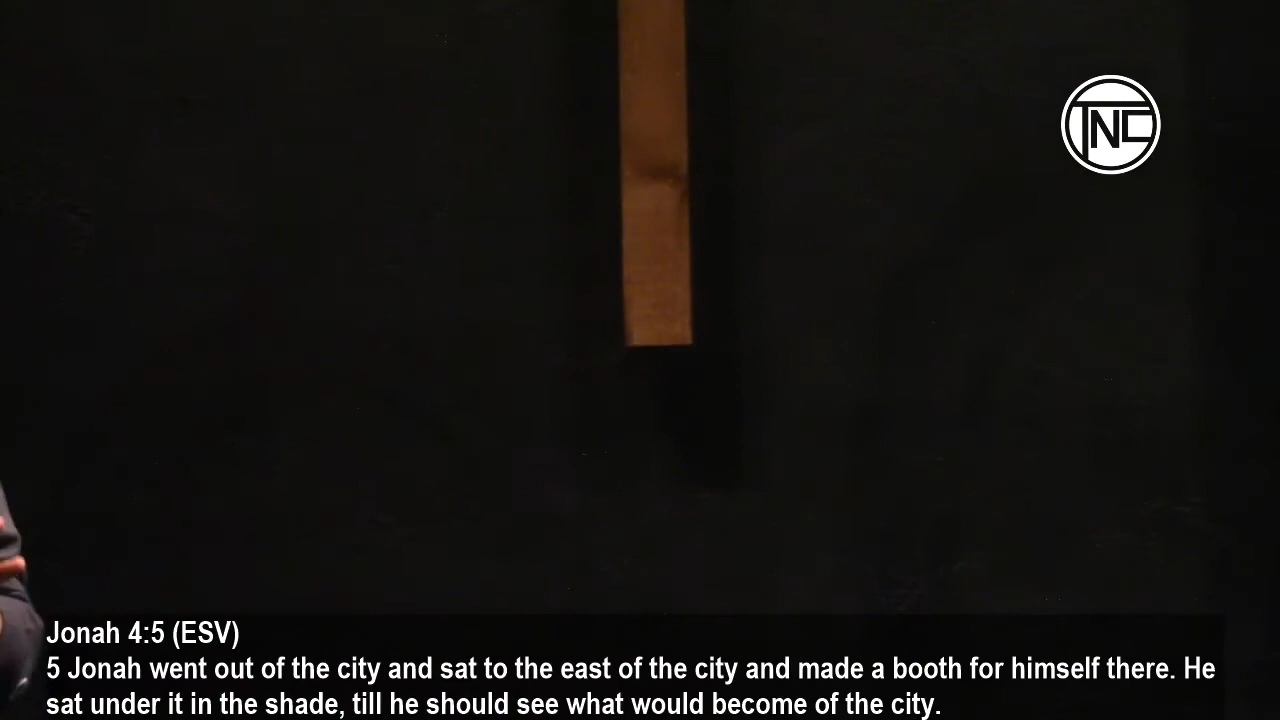 TNC
Jonah 4:5 (ESV)
5 Jonah went out of the city and sat to the east of the city and made a booth for himself there. He
sat under it in the shade, till he should see what would become of the city.